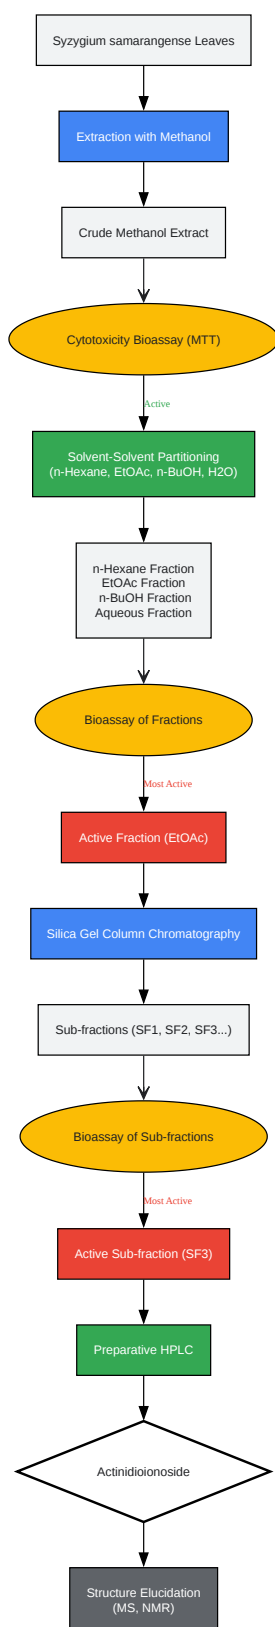 Syzygium samarangense Leaves
Extraction with Methanol
Crude Methanol Extract
Cytotoxicity Bioassay (MTT)
Active
Solvent-Solvent Partitioning
(n-Hexane, EtOAc, n-BuOH, H2O)
n-Hexane Fraction
EtOAc Fraction
n-BuOH Fraction
Aqueous Fraction
Bioassay of Fractions
Most Active
Active Fraction (EtOAc)
Silica Gel Column Chromatography
Sub-fractions (SF1, SF2, SF3...)
Bioassay of Sub-fractions
Most Active
Active Sub-fraction (SF3)
Preparative HPLC
Actinidioionoside
Structure Elucidation
(MS, NMR)